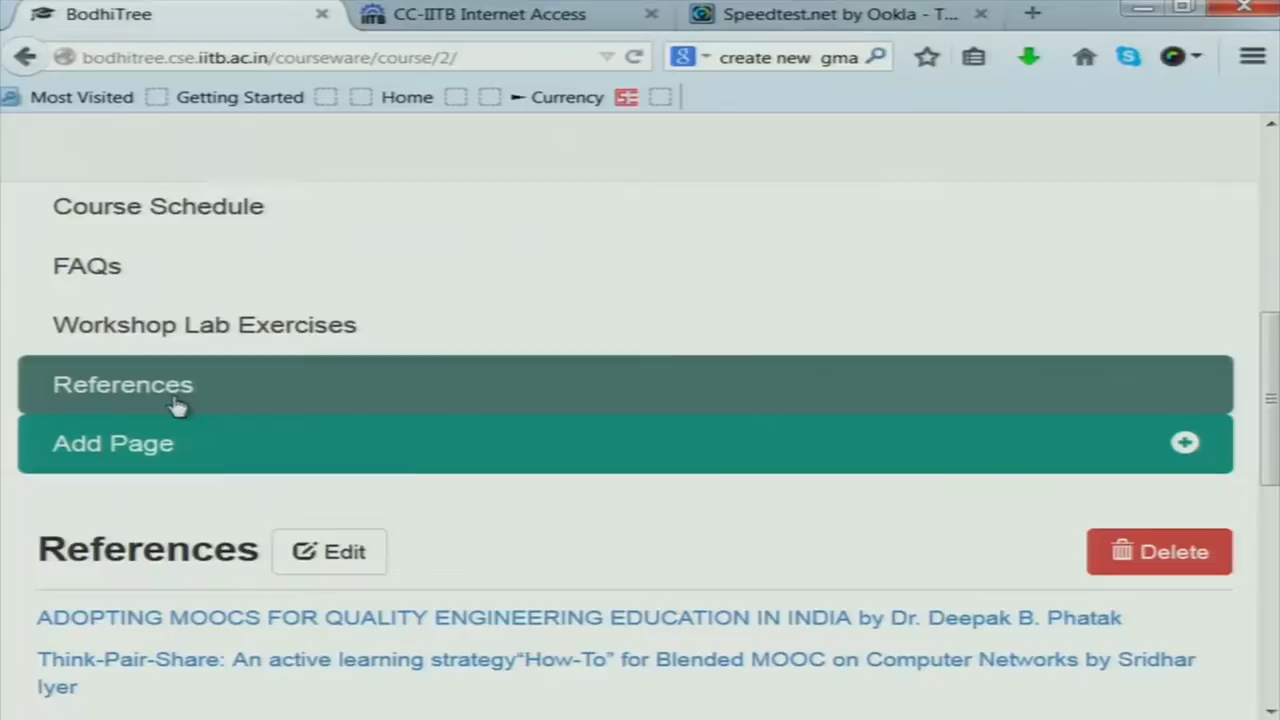 BodhiTree
CC-IITB Internet Access
Speedtest.net by Ookla - T...
bodhitree.cse.iitb.ac.in/courseware/course/2/
create new gma
Most Visited
Getting Started
Home
Currency
Course Schedule
FAQs
Workshop Lab Exercises
References
Add Page
References
Edit
Delete
ADOPTING MOOCS FOR QUALITY ENGINEERING EDUCATION IN INDIA by Dr. Deepak B. Phatak
Think-Pair-Share: An active learning strategy“How-To” for Blended MOOC on Computer Networks by Sridhar
Iyer